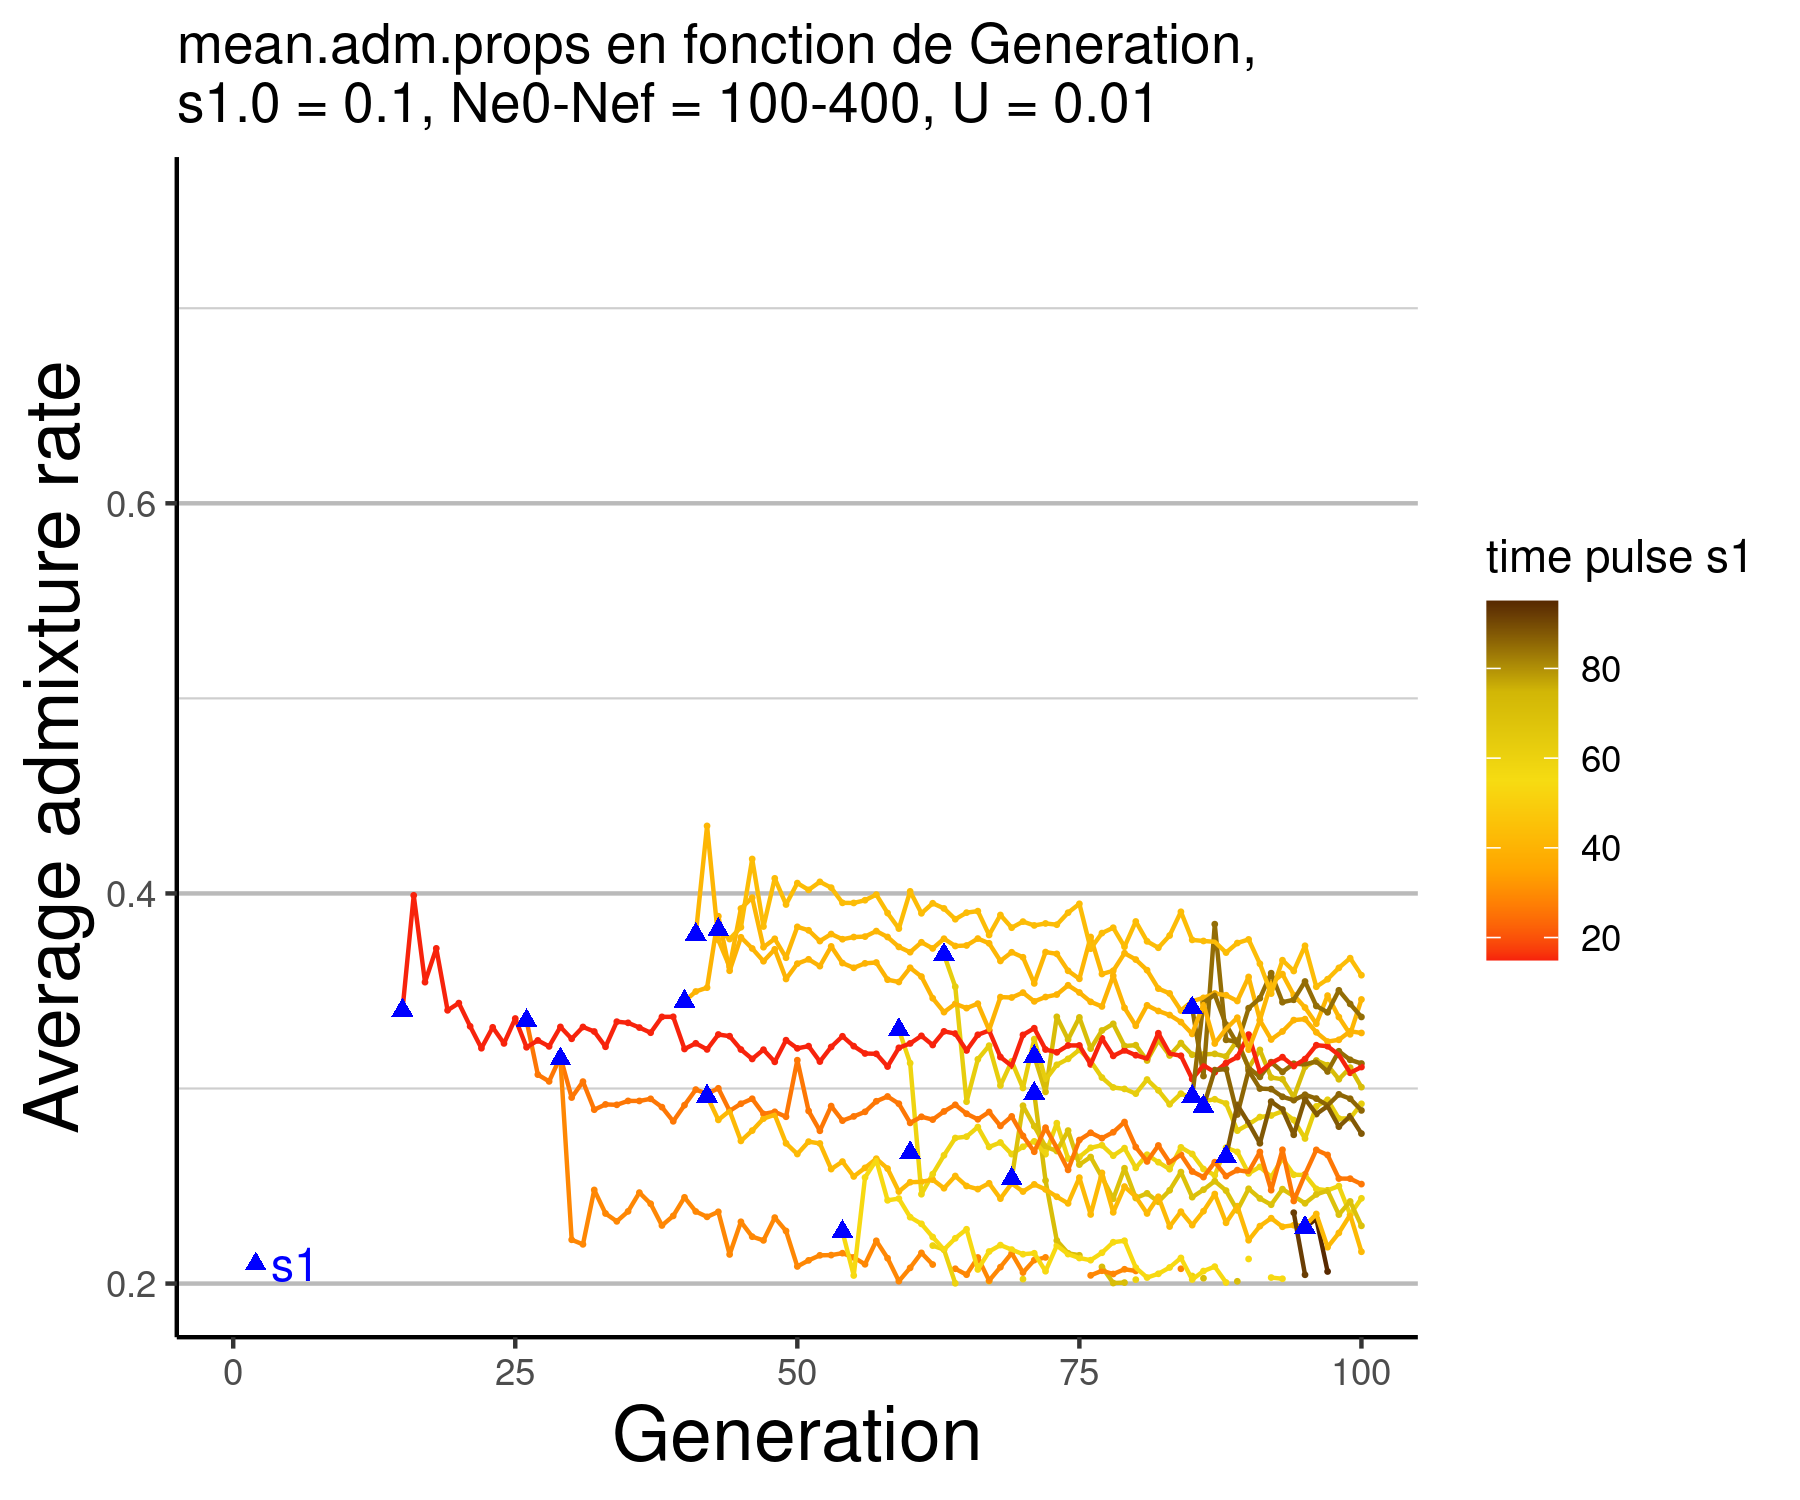 mean.adm.props en fonction de Generation,
s1.0 = 0.1, Ne0-Nef = 100-400, U = 0.01
Average admixture rate
0.6
0.4
0.2
s1
0 25 50 75 100
Generation
time pulse s1
80
60
40
20